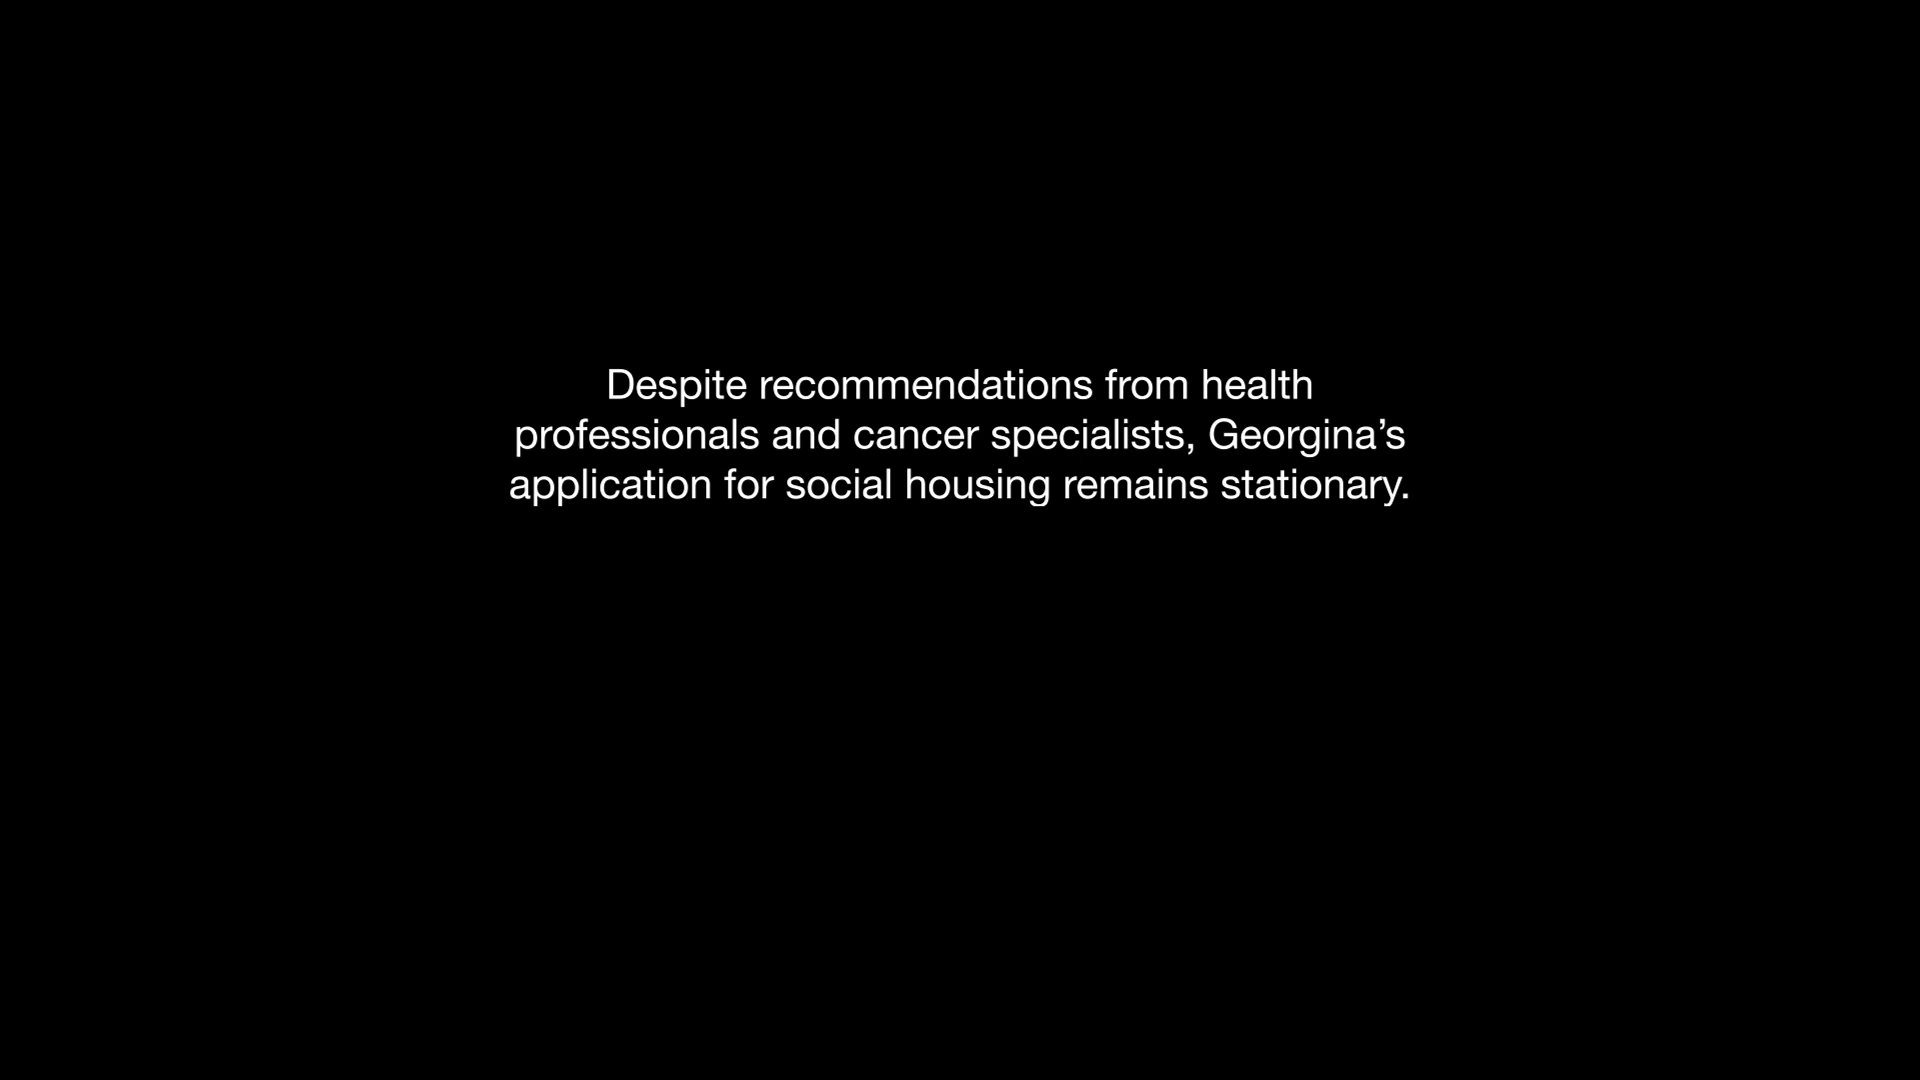 Despite recommendations from health
professionals and cancer specialists, Georgina’s
application for social housing remains stationary.